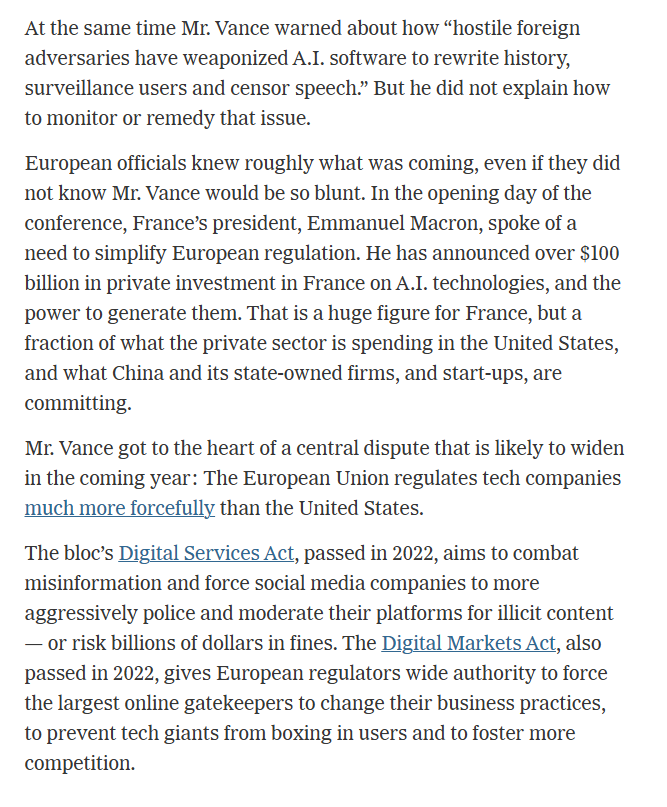 At the same time Mr. Vance warned about how “hostile foreign
adversaries have weaponized A.I. software to rewrite history,
surveillance users and censor speech.” But he did not explain how
to monitor or remedy that issue.
European officials knew roughly what was coming, even if they did
not know Mr. Vance would be so blunt. In the opening day of the
conference, France’s president, Emmanuel Macron, spoke of a
need to simplify European regulation. He has announced over $100
billion in private investment in France on A.I. technologies, and the
power to generate them. That is a huge figure for France, but a
fraction of what the private sector is spending in the United States,
and what China and its state-owned firms, and start-ups, are
committing.
Mr. Vance got to the heart of a central dispute that is likely to widen
in the coming year: The European Union regulates tech companies
much more forcefully than the United States.
The bloc’s Digital Services Act, passed in 2022, aims to combat
misinformation and force social media companies to more
aggressively police and moderate their platforms for illicit content
— or risk billions of dollars in fines. The Digital Markets Act, also
passed in 2022, gives European regulators wide authority to force
the largest online gatekeepers to change their business practices,
to prevent tech giants from boxing in users and to foster more
competition.